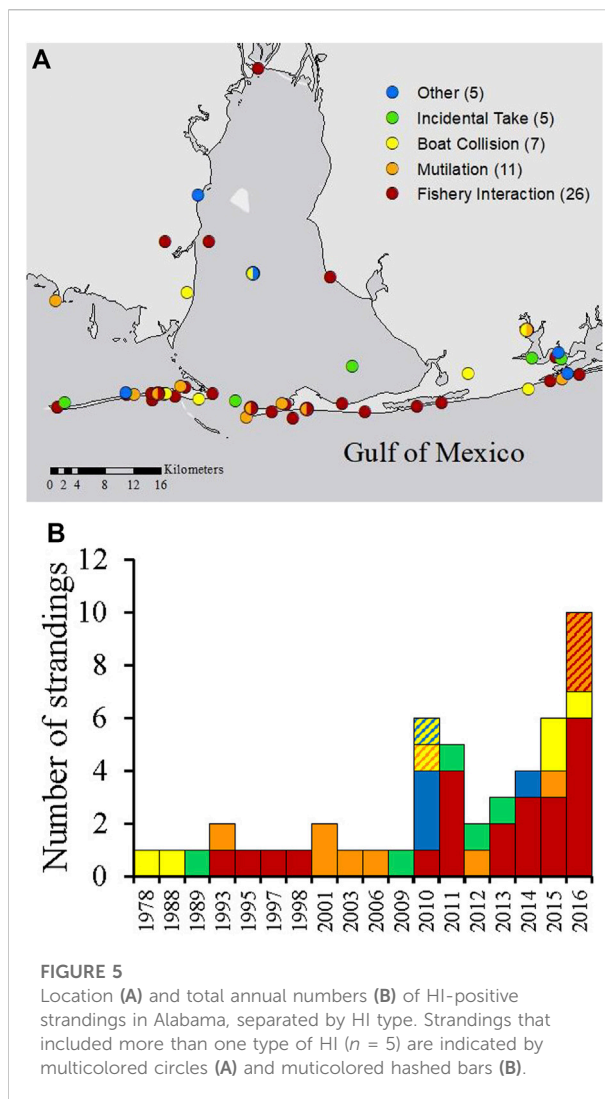 A
Other (5)
Incidental Take (5)
Boat Collision (7)
Mutilation (11)
Fishery Interaction (26)
Gulf of Mexico
Kilometers
0 2 4 8 12 16
B
Number of strandings
12
10
8
6
4
2
0
1978 1988 1989 1993 1995 1997 1998 2001 2003 2006 2009 2010 2011 2012 2013 2014 2015 2016
FIGURE 5
Location (A) and total annual numbers (B) of HI-positive
strandings in Alabama, separated by HI type. Strandings that
included more than one type of HI (n = 5) are indicated by
multicolored circles (A) and muticolored hashed bars (B).